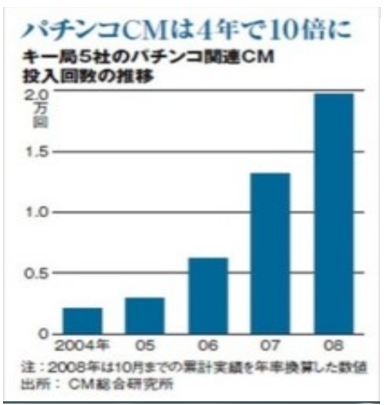 パチンコCMは4年で10倍に
キー局5社のパチンコ関連CM
投入回数の推移
2.0
万
回
1.5
1.0
0.5
0
2004年 05 06 07 08
注：2008年は10月までの累計実績を年率換算した数値
出所：CM総合研究所